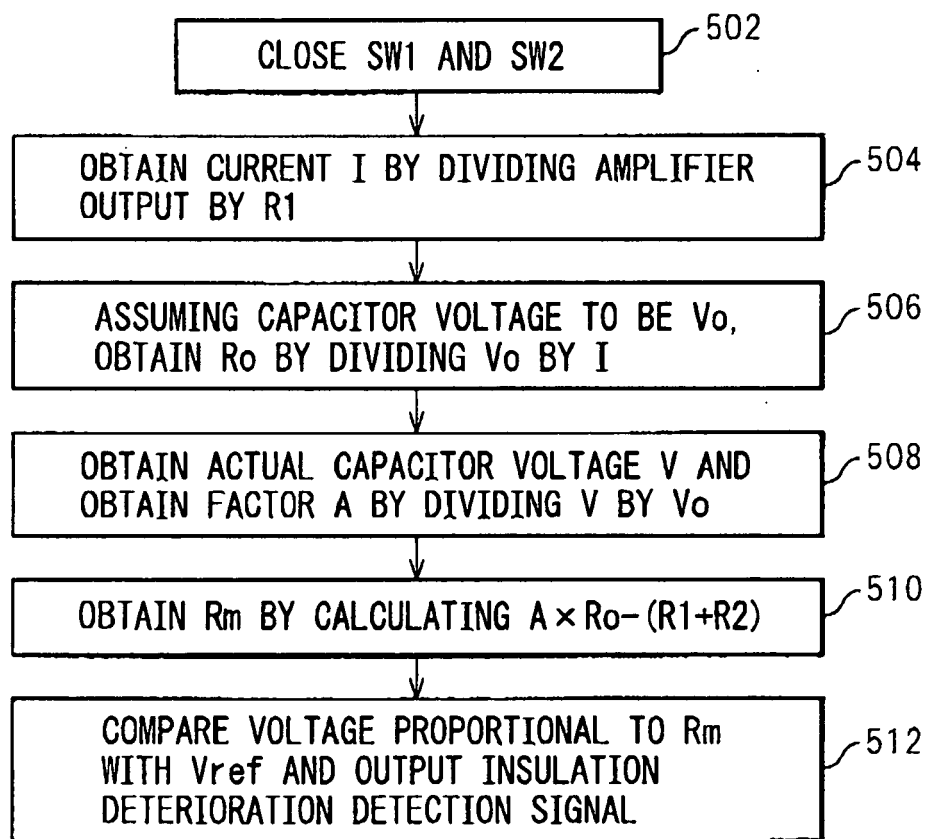 CLOSE SW1 AND SW2
502
OBTAIN CURRENT I BY DIVIDING AMPLIFIER
OUTPUT BY R1
504
ASSUMING CAPACITOR VOLTAGE TO BE Vo,
OBTAIN Ro BY DIVIDING Vo BY I
506
OBTAIN ACTUAL CAPACITOR VOLTAGE V AND
OBTAIN FACTOR A BY DIVIDING V BY Vo
508
OBTAIN Rm BY CALCULATING A×Ro-(R1+R2)
510
COMPARE VOLTAGE PROPORTIONAL TO Rm
WITH Vref AND OUTPUT INSULATION
DETERIORATION DETECTION SIGNAL
512